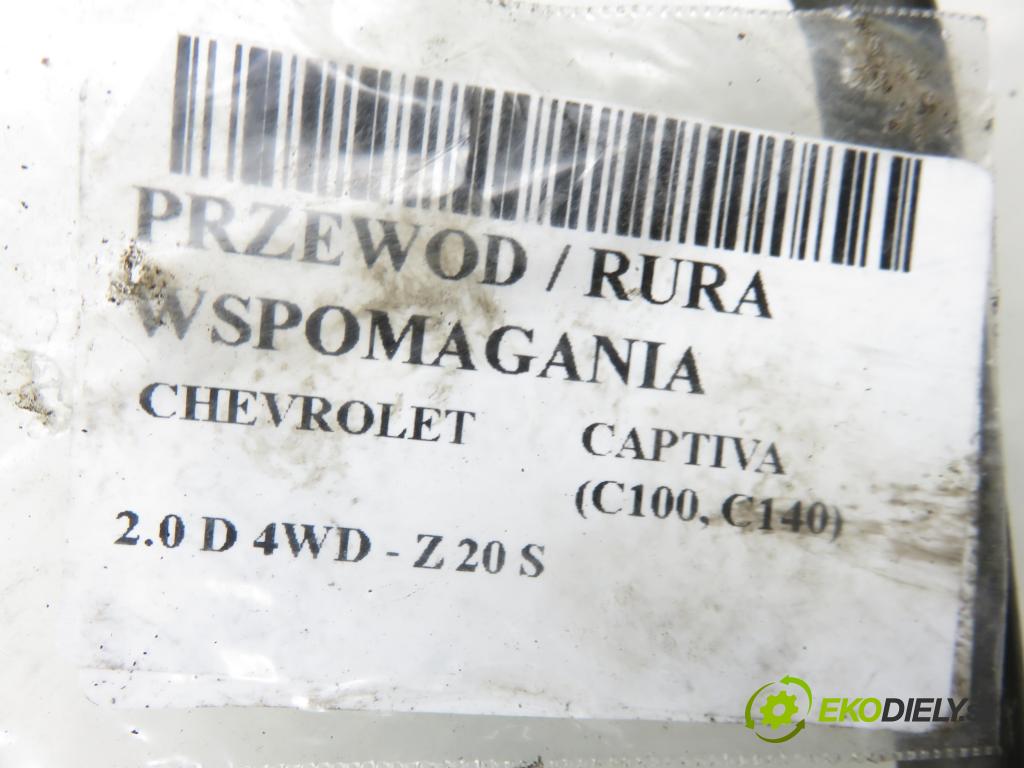 PRZEWOD / RURA
WSPOMAGANIA
CHEVROLET CAPTIVA
(C100, C140)
2.0 D 4WD - Z 20 S
EKODIELY.S